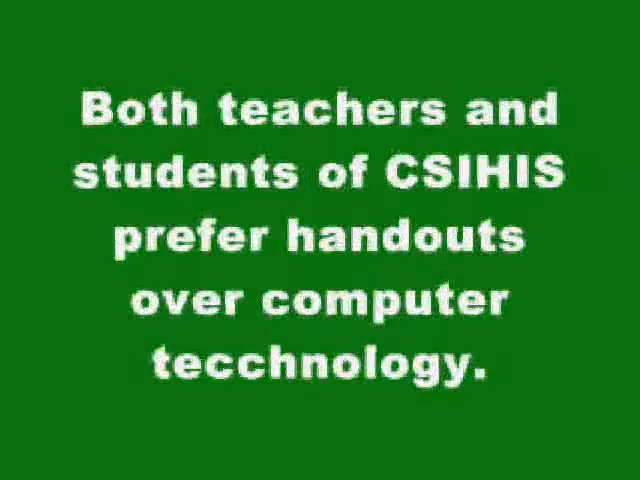 Both teachers and
students of CSIHIS
prefer handouts
over computer
tecchnology.